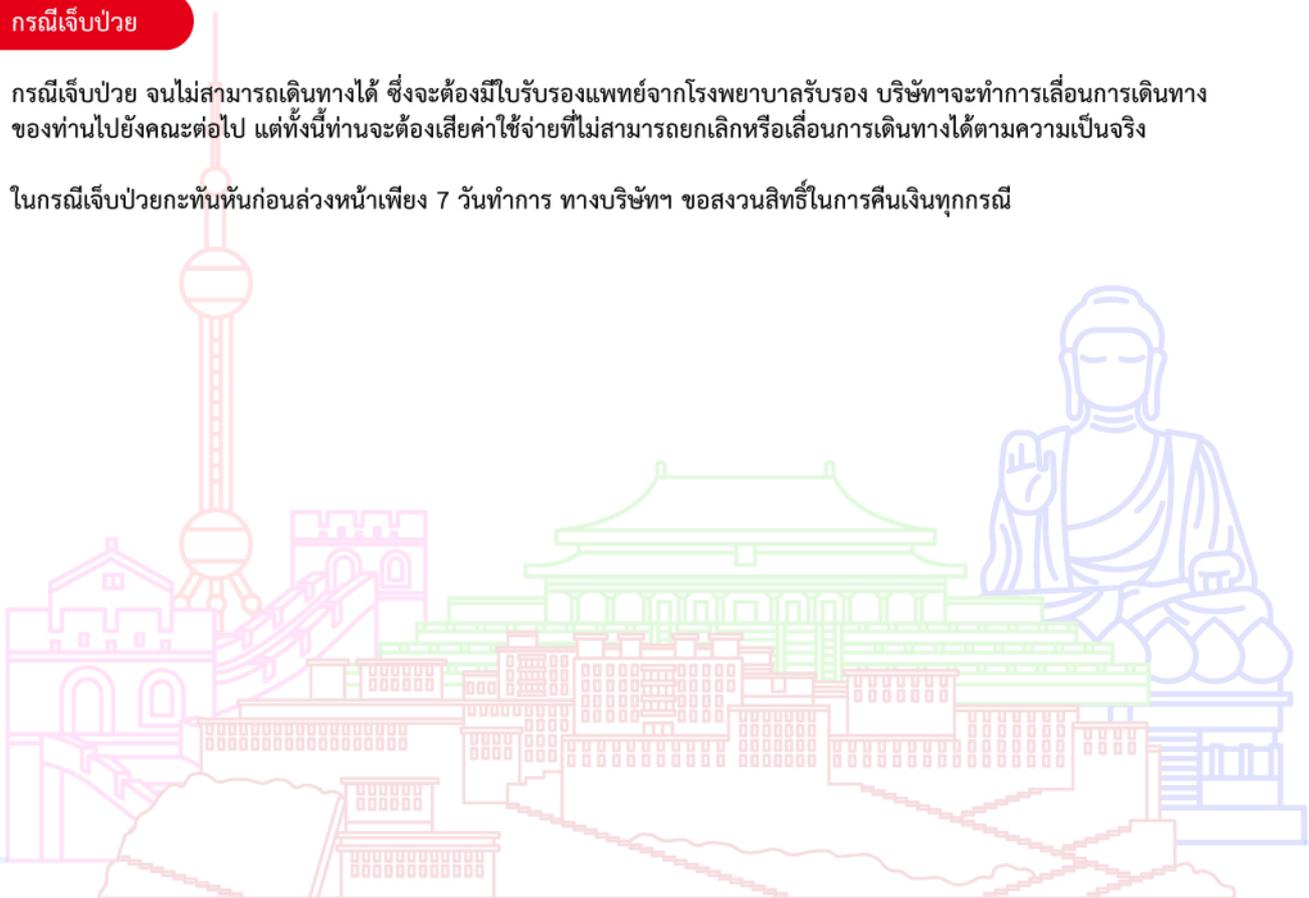 กรณีเจ็บป่วย
กรณีเจ็บป่วย จนไม่สามารถเดินทางได้ ซึ่งจะต้องมีใบรับรองแพทย์จากโรงพยาบาลรับรอง บริษัทฯจะทำการเลื่อนการเดินทาง
ของท่านไปยังคณะต่อไป แต่ทั้งนี้ท่านจะต้องเสียค่าใช้จ่ายที่ไม่สามารถยกเลิกหรือเลื่อนการเดินทางได้ตามความเป็นจริง
ในกรณีเจ็บป่วยกะทันหันก่อนล่วงหน้าเพียง 7 วันทำการ ทางบริษัทฯ ขอสงวนสิทธิ์ในการคืนเงินทุกกรณี